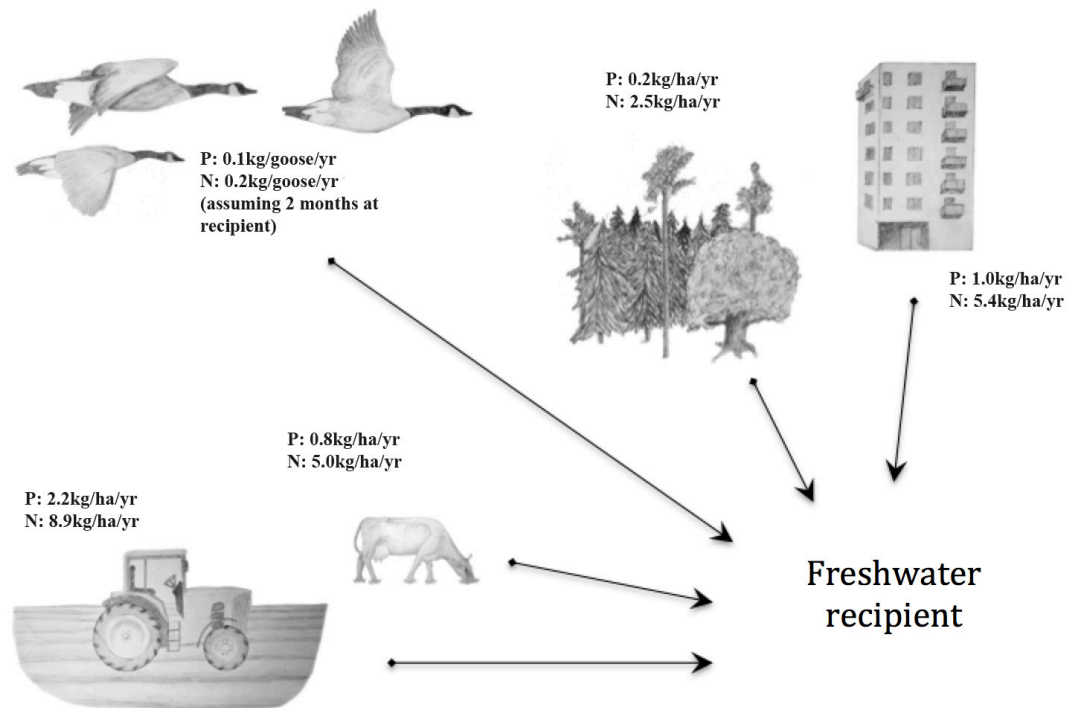 P: 0.2kg/ha/yr
N: 2.5kg/ha/yr
P: 0.1kg/goose/yr
N: 0.2kg/goose/yr
(assuming 2 months at
recipient)
P: 1.0kg/ha/yr
N: 5.4kg/ha/yr
P: 0.8kg/ha/yr
N: 5.0kg/ha/yr
P: 2.2kg/ha/yr
N: 8.9kg/ha/yr
Freshwater
recipient